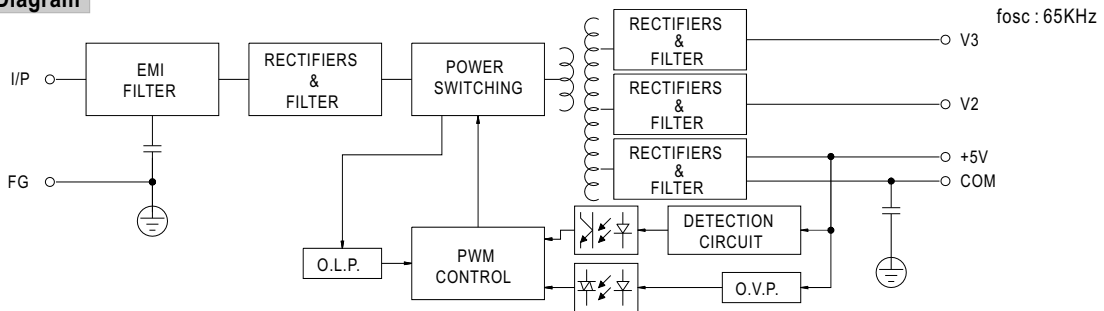 Diagram
fosc : 65KHz
I/P
EMI
FILTER
RECTIFIERS
&
FILTER
POWER
SWITCHING
RECTIFIERS
&
FILTER
V3
RECTIFIERS
&
FILTER
V2
RECTIFIERS
&
FILTER
+5V
COM
FG
O.L.P.
PWM
CONTROL
DETECTION
CIRCUIT
O.V.P.